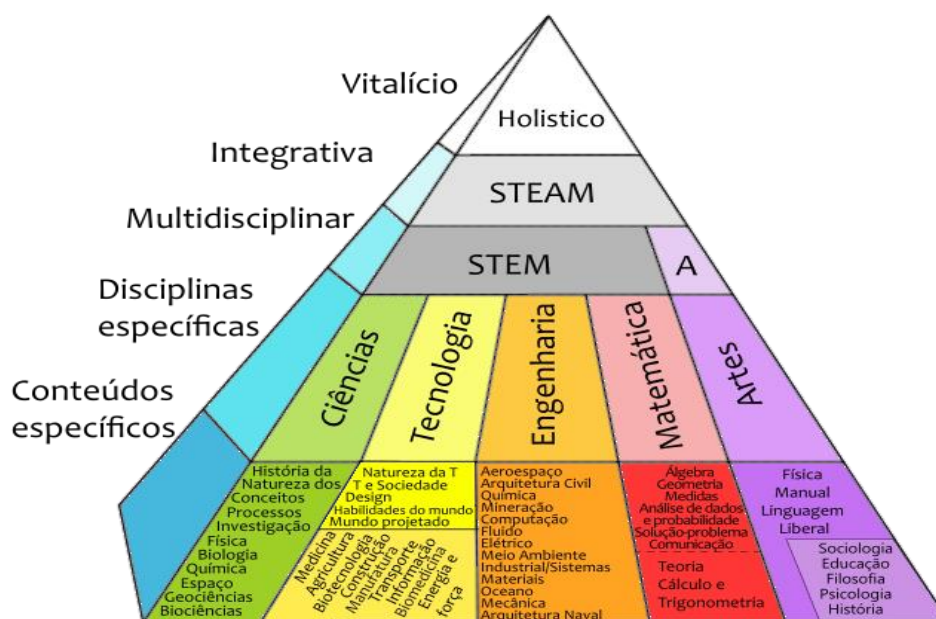 Vitalício
Holistico
Integrativa
STEAM
Multidisciplinar
STEM
A
Disciplinas
específicas
Ciências
Tecnologia
Engenharia
Matemática
Artes
Conteúdos
específicos
História da
Natureza dos
Conceitos
Processos
Investigação
Física
Biologia
Química
Espaço
Geociências
Biociências
Natureza da T
T e Sociedade
Design
Habilidades do mundo
Mundo projetado
Medicina
Agricultura
Biotecnologia
Construção
Manufatura
Transporte
Informação
Biomedicina
Energia e
força
Aeroespaço
Arquitetura Civil
Química
Mineração
Computação
Fluido
Elétrico
Meio Ambiente
Industrial/Sistemas
Materiais
Oceano
Mecânica
Arquitetura Naval
Álgebra
Geometria
Medidas
Análise de dados
e probabilidade
Solução-problema
Comunicação
Teoria
Cálculo e
Trigonometria
Física
Manual
Linguagem
Liberal
Sociologia
Educação
Filosofia
Psicologia
História